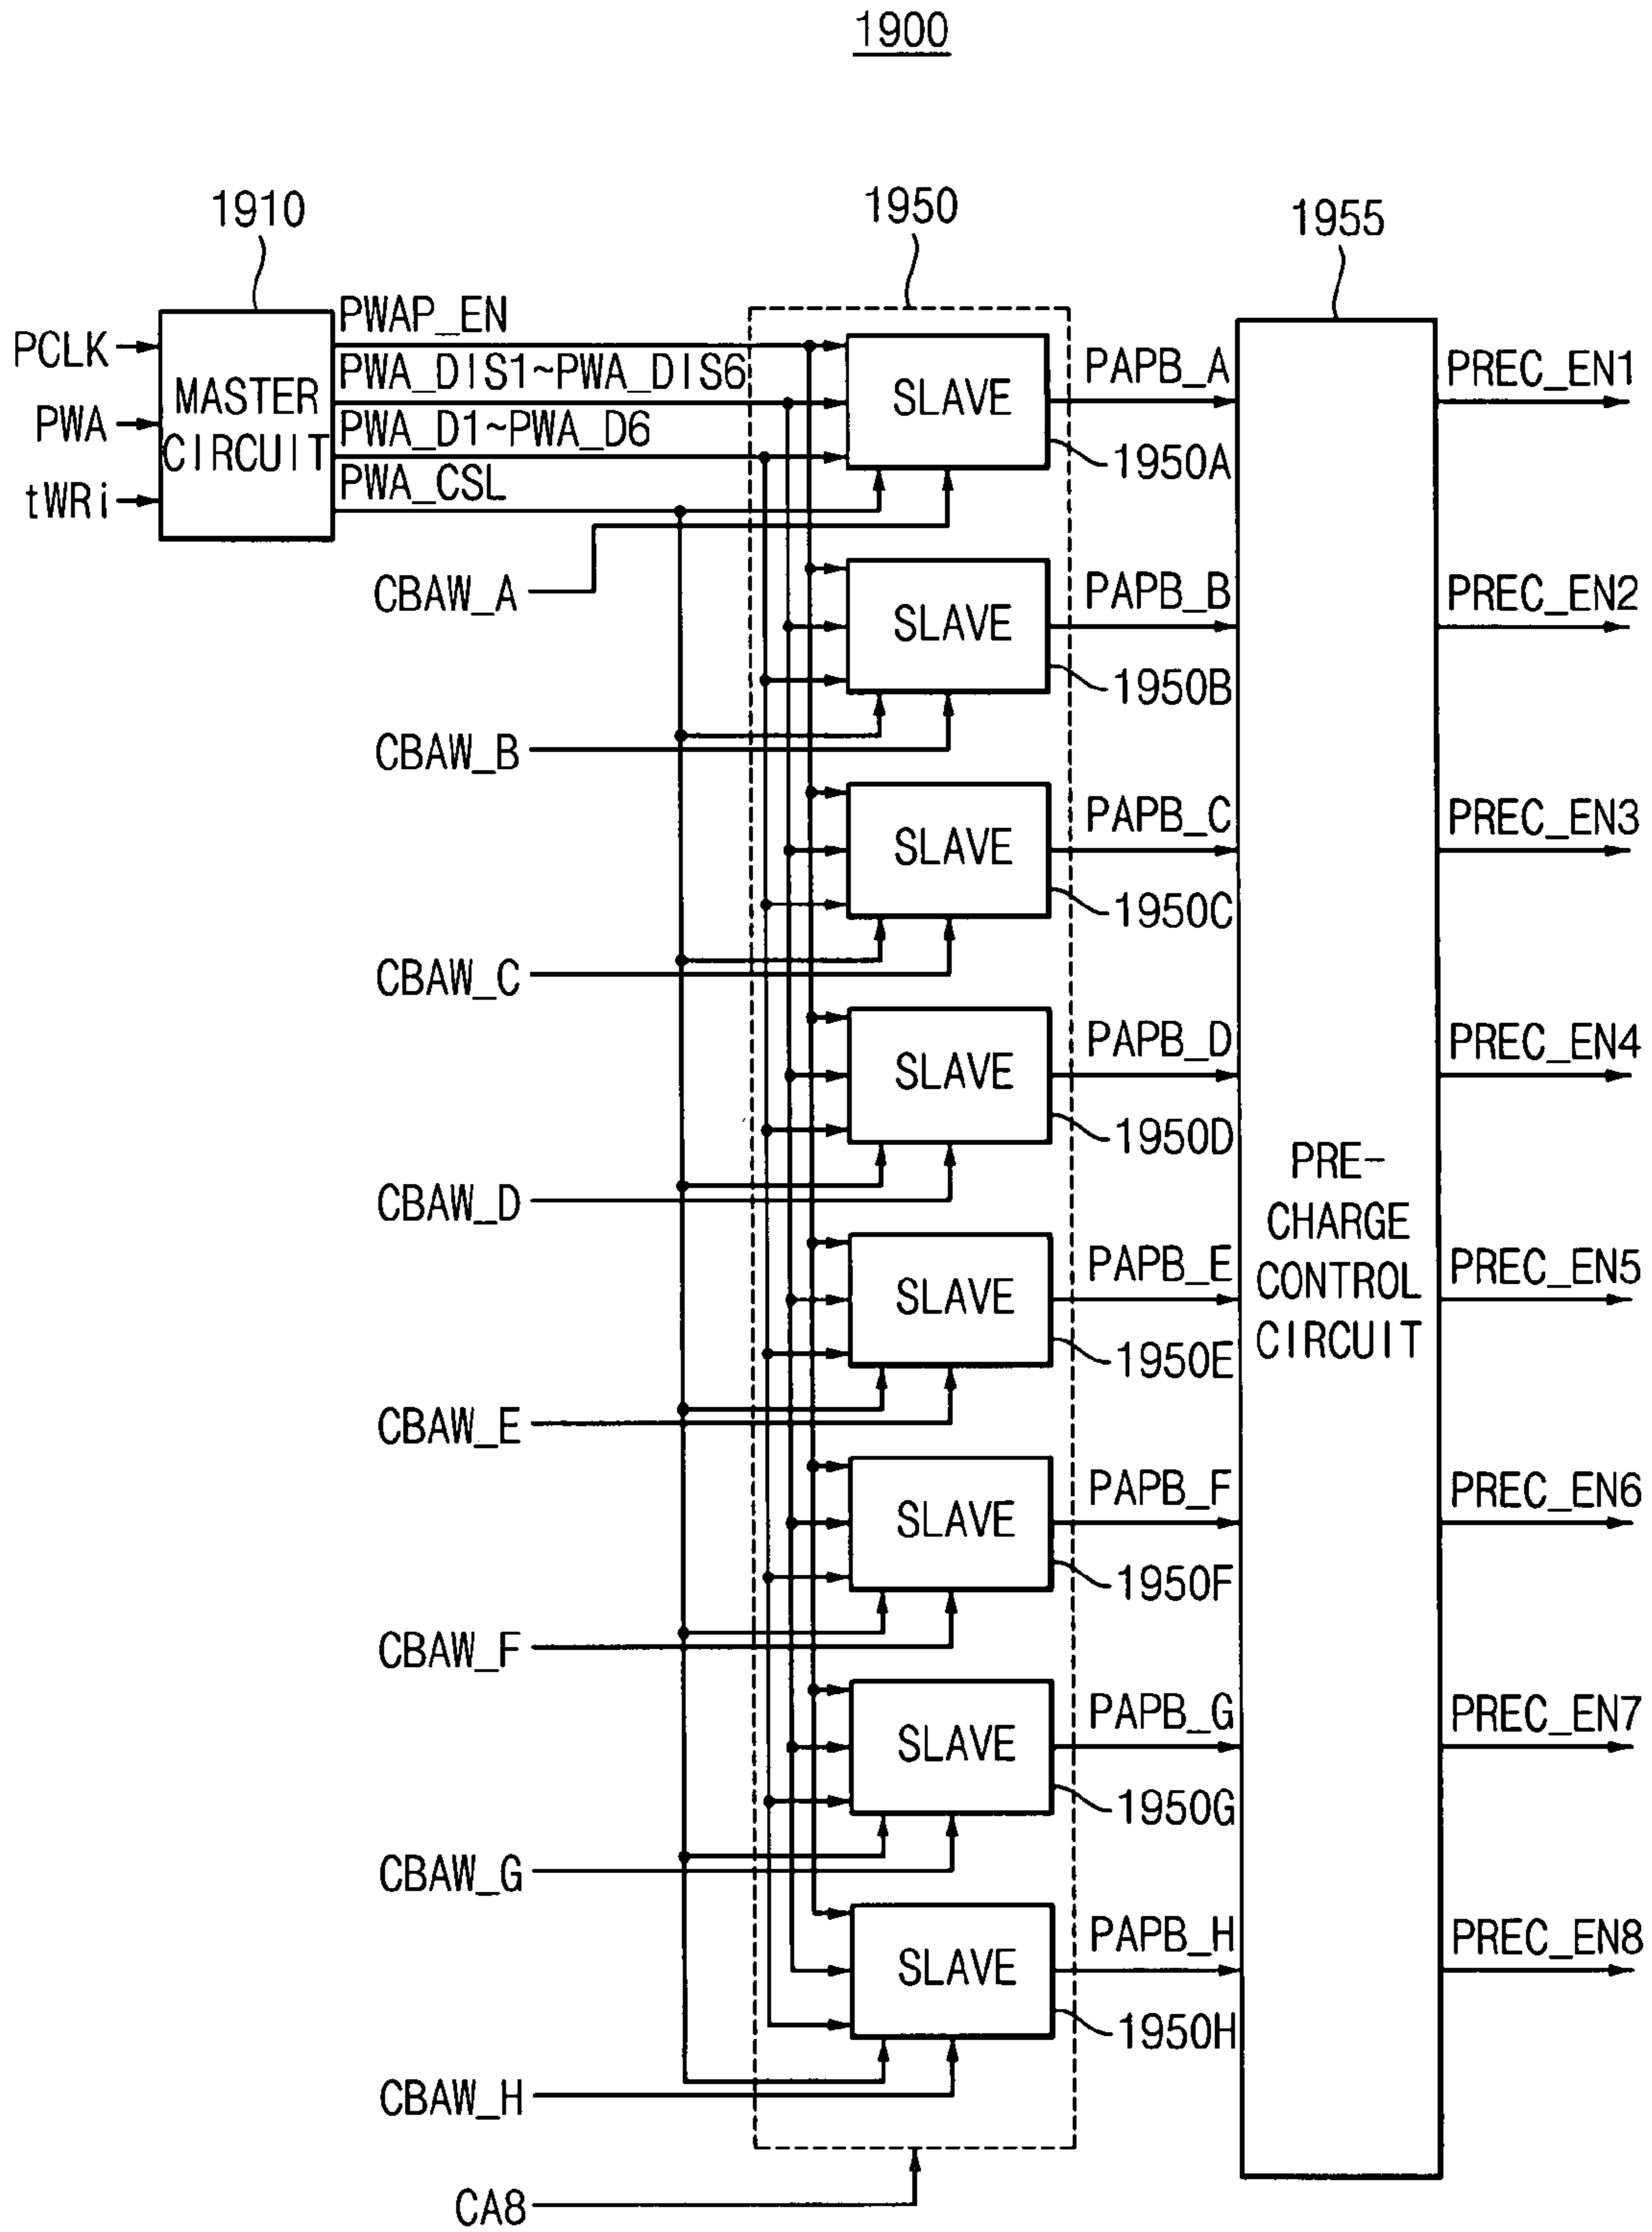 1900
1910
1950
1955
PCLK
PWA
tWRi
MASTER
CIRCUIT
PWAP_EN
PWA_DIS1~PWA_DIS6
PWA_D1~PWA_D6
PWA_CSL
SLAVE
PAPB_A
1950A
PREC_EN1
CBAW_A
SLAVE
PAPB_B
1950B
PREC_EN2
CBAW_B
SLAVE
PAPB_C
1950C
PREC_EN3
CBAW_C
SLAVE
PAPB_D
1950D
PREC_EN4
CBAW_D
PRE-
CHARGE
CONTROL
CIRCUIT
SLAVE
PAPB_E
1950E
PREC_EN5
CBAW_E
SLAVE
PAPB_F
1950F
PREC_EN6
CBAW_F
SLAVE
PAPB_G
1950G
PREC_EN7
CBAW_G
SLAVE
PAPB_H
1950H
PREC_EN8
CBAW_H
CA8